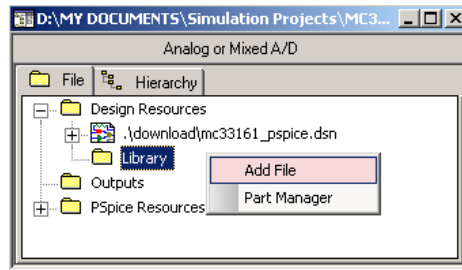 D:\MY DOCUMENTS\Simulation Projects\MC3...
Analog or Mixed A/D
File Hierarchy
Design Resources
.\download\mc33161_pspice.dsn
Library
Add File
Outputs
Part Manager
PSpice Resources